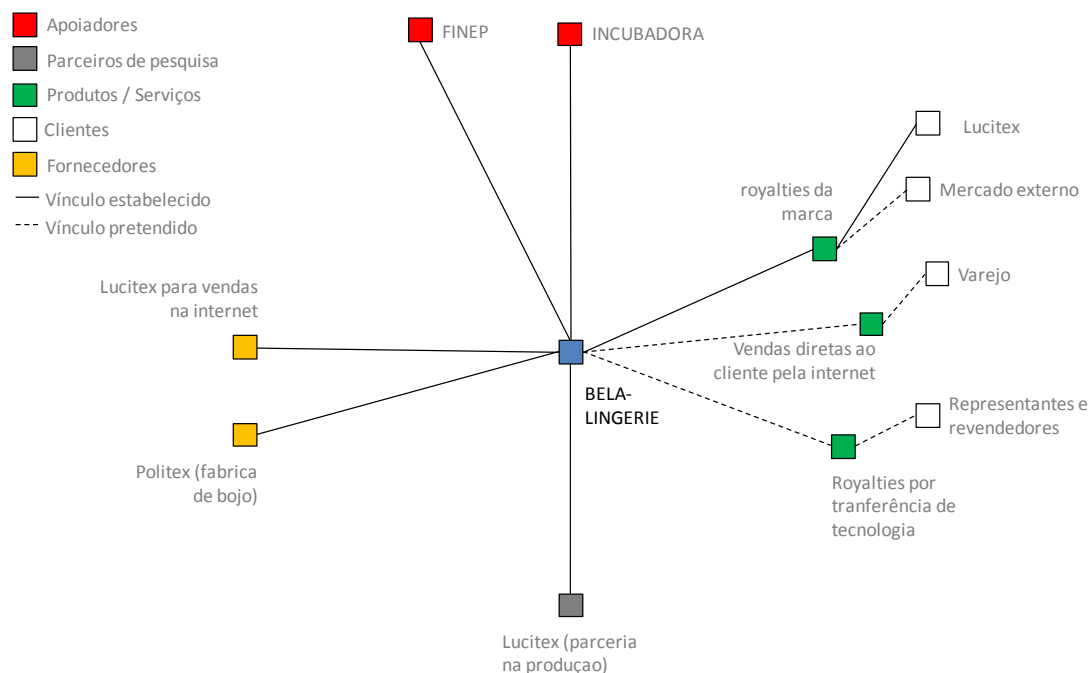 Apoiadores
Parceiros de pesquisa
Produtos / Serviços
Clientes
Fornecedores
Vínculo estabelecido
Vínculo pretendido
FINEP
INCUBADORA
Lucitex
royalties da
marca
Mercado externo
Varejo
Lucitex para vendas
na internet
Vendas diretas ao
cliente pela internet
BELA-
LINGERIE
Representantes e
revendedores
Politex (fabrica
de bojo)
Royalties por
tranferência de
tecnologia
Lucitex (parceria
na produçao)